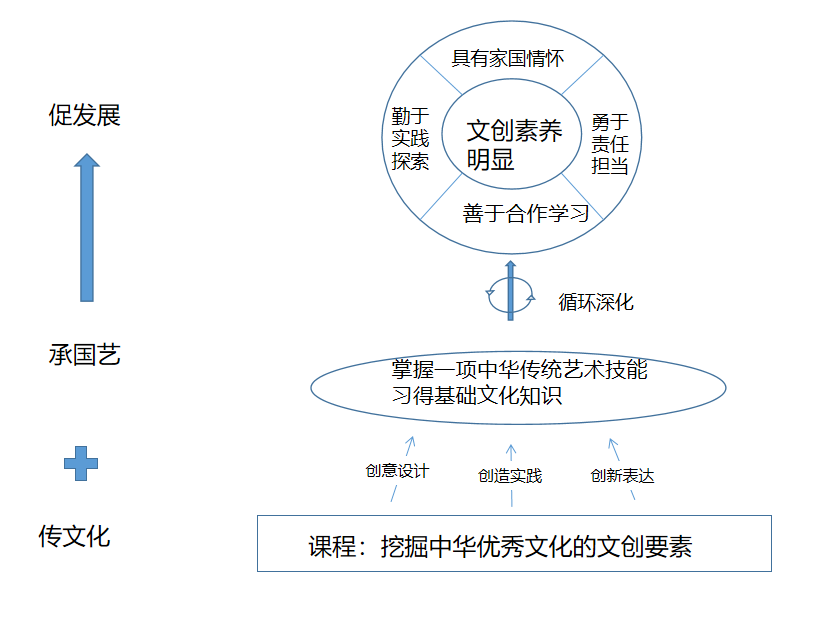 促发展
承国艺
传文化
具有家国情怀
勤于
实践
探索
文创素养
明显
勇于
责任
担当
善于合作学习
循环深化
掌握一项中华传统艺术技能
习得基础文化知识
创意设计
创造实践
创新表达
课程：挖掘中华优秀文化的文创要素